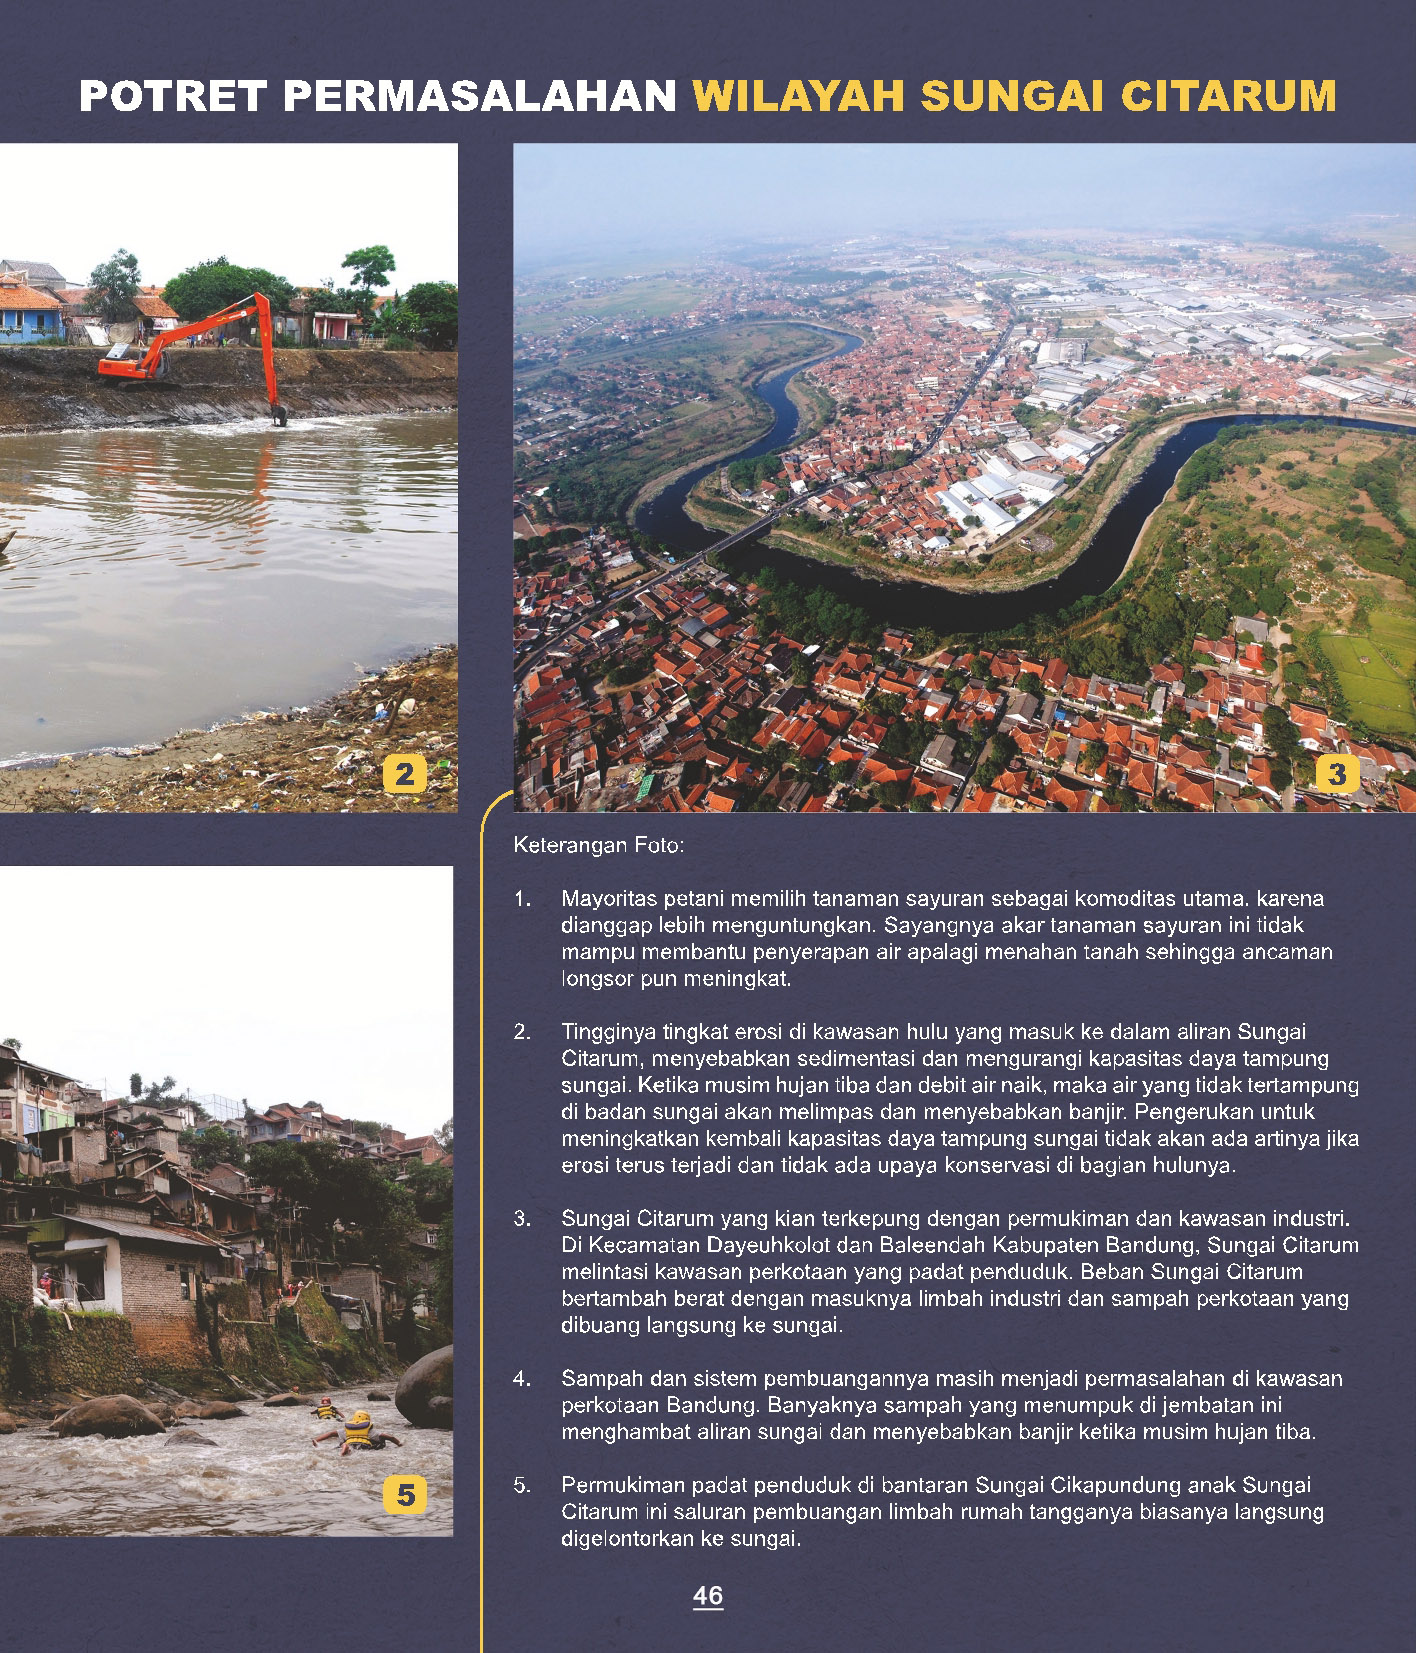 POTRET PERMASALAHAN WILAYAH SUNGAI CITARUM
2
3
Keterangan Foto:
1. Mayoritas petani memilih tanaman sayuran sebagai komoditas utama. karena
dianggap lebih menguntungkan. Sayangnya akar tanaman sayuran ini tidak
mampu membantu penyerapan air apalagi menahan tanah sehingga ancaman
longsor pun meningkat.
2. Tingginya tingkat erosi di kawasan hulu yang masuk ke dalam aliran Sungai
Citarum, menyebabkan sedimentasi dan mengurangi kapasitas daya tampung
sungai. Ketika musim hujan tiba dan debit air naik, maka air yang tidak tertampung
di badan sungai akan melimpas dan menyebabkan banjir. Pengerukan untuk
meningkatkan kembali kapasitas daya tampung sungai tidak akan ada artinya jika
erosi terus terjadi dan tidak ada upaya konservasi di bagian hulunya.
3. Sungai Citarum yang kian terkepung dengan permukiman dan kawasan industri.
Di Kecamatan Dayeuhkolot dan Baleendah Kabupaten Bandung, Sungai Citarum
melintasi kawasan perkotaan yang padat penduduk. Beban Sungai Citarum
bertambah berat dengan masuknya limbah industri dan sampah perkotaan yang
dibuang langsung ke sungai.
4. Sampah dan sistem pembuangannya masih menjadi permasalahan di kawasan
perkotaan Bandung. Banyaknya sampah yang menumpuk di jembatan ini
menghambat aliran sungai dan menyebabkan banjir ketika musim hujan tiba.
5. Permukiman padat penduduk di bantaran Sungai Cikapundung anak Sungai
Citarum ini saluran pembuangan limbah rumah tangganya biasanya langsung
digelontorkan ke sungai.
5
46